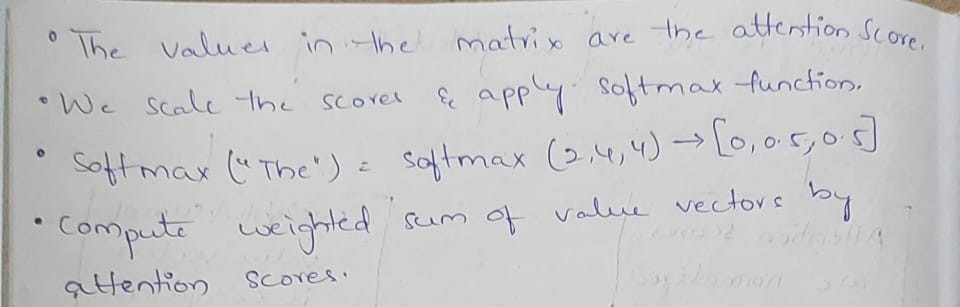 • The values in the matrix are the attention Score.
• We scale the scores & apply softmax function.
• Softmax ("The") = softmax (2,4,4) → [0, 0.5, 0.5]
• Compute weighted sum of value vectors by
attention scores.